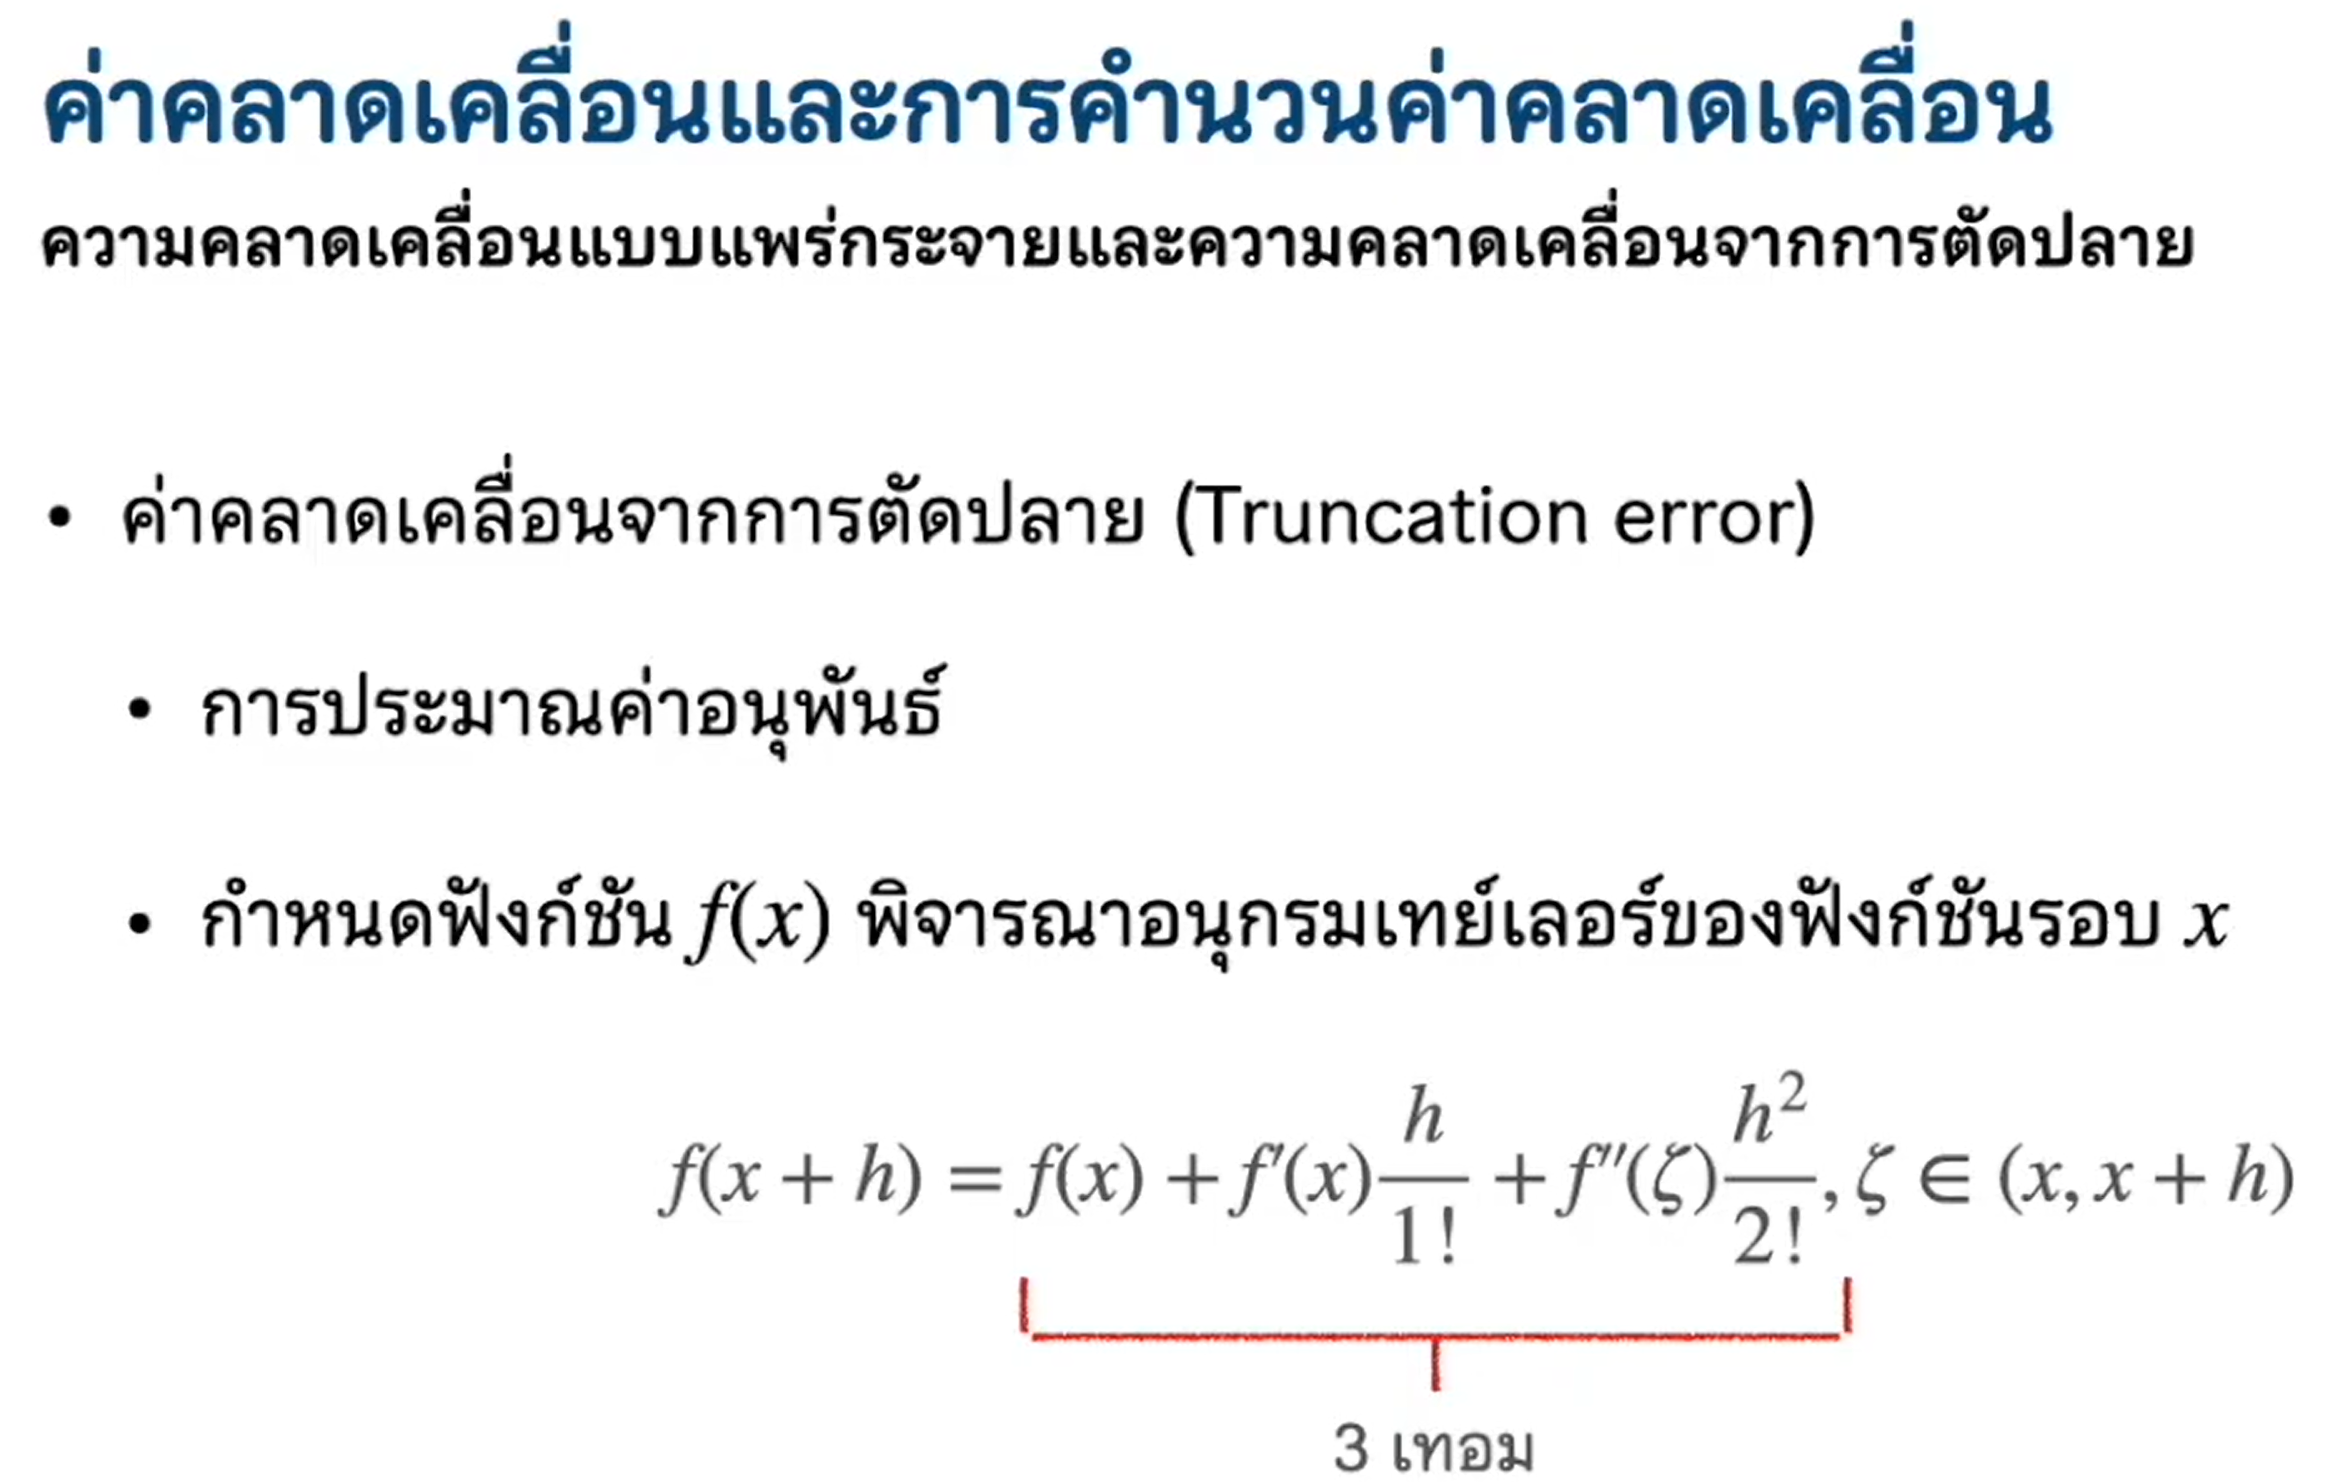 ค่าคลาดเคลื่อนและการคำนวนค่าคลาดเคลื่อน
ความคลาดเคลื่อนแบบแพร่กระจายและความคลาดเคลื่อนจากการตัดปลาย
• ค่าคลาดเคลื่อนจากการตัดปลาย (Truncation error)
• การประมาณค่าอนุพันธ์
• กำหนดฟังก์ชัน f(x) พิจารณาอนุกรมเทย์เลอร์ของฟังก์ชันรอบ x
f(x + h) = f(x) + f′(x) h/1! + f″(ζ) h²/2!, ζ ∈ (x, x + h)
3 เทอม